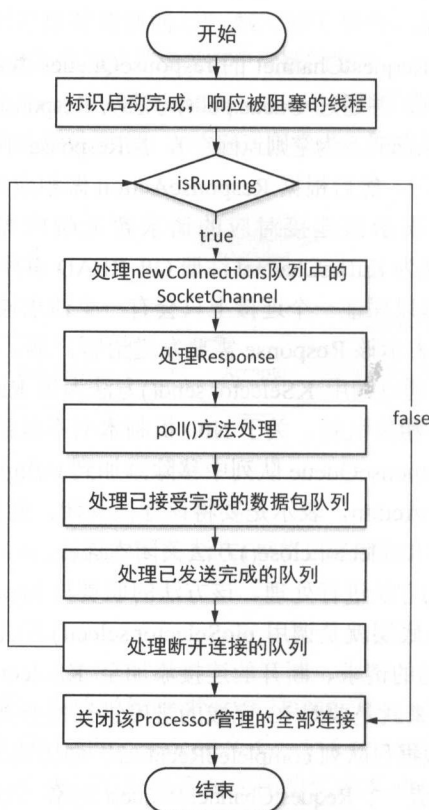 开始
标识启动完成，响应被阻塞的线程
isRunning
true
处理newConnections队列中的
SocketChannel
处理Response
poll()方法处理
false
处理已接受完成的数据包队列
处理已发送完成的队列
处理断开连接的队列
关闭该Processor管理的全部连接
结束